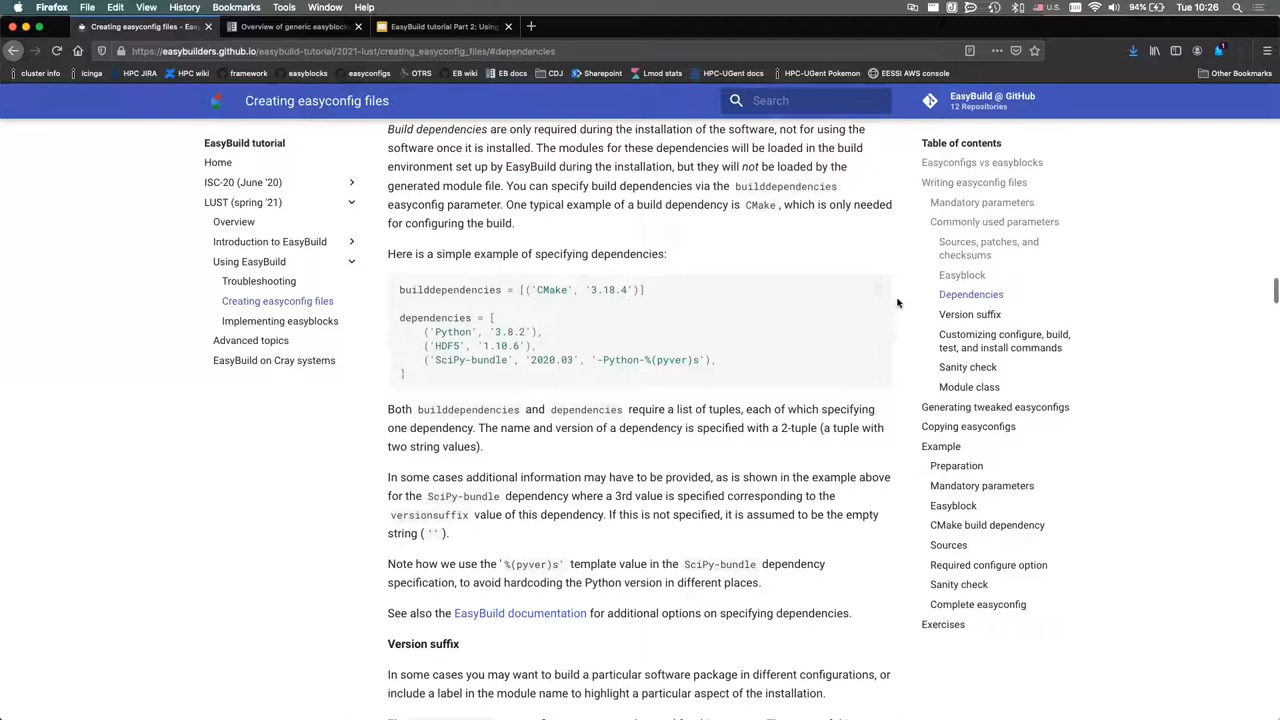 Firefox File Edit View History Bookmarks Tools Window Help 94% Tue 10:26
Creating easyconfig files - Eas Overview of generic easyblocks EasyBuild tutorial Part 2: Using
https://easybuilders.github.io/easybuild-tutorial/2021-lust/creating_easyconfig_files/#dependencies
cluster info Icinga HPC JIRA HPC wiki framework easyblocks easyconfigs OTRS EB wiki EB docs CDJ Sharepoint Lmod stats HPC-UGent docs HPC-UGent Pokemon EESSI AWS console Other Bookmarks
Creating easyconfig files
Search
EasyBuild @ GitHub
12 Repositories
EasyBuild tutorial
Home
ISC-20 (June '20)
LUST (spring '21)
Overview
Introduction to EasyBuild
Using EasyBuild
Troubleshooting
Creating easyconfig files
Implementing easyblocks
Advanced topics
EasyBuild on Cray systems
Build dependencies are only required during the installation of the software, not for using the
software once it is installed. The modules for these dependencies will be loaded in the build
environment set up by EasyBuild during the installation, but they will not be loaded by the
generated module file. You can specify build dependencies via the builddependencies
easyconfig parameter. One typical example of a build dependency is CMake, which is only needed
for configuring the build.
Here is a simple example of specifying dependencies:
builddependencies = [('CMake', '3.18.4')]
dependencies = [
('Python', '3.8.2'),
('HDF5', '1.10.6'),
('SciPy-bundle', '2020.03', '-Python-%(pyver)s'),
]
Both builddependencies and dependencies require a list of tuples, each of which specifying
one dependency. The name and version of a dependency is specified with a 2-tuple (a tuple with
two string values).
In some cases additional information may have to be provided, as is shown in the example above
for the SciPy-bundle dependency where a 3rd value is specified corresponding to the
versionsuffix value of this dependency. If this is not specified, it is assumed to be the empty
string ('').
Note how we use the '%(pyver)s' template value in the SciPy-bundle dependency
specification, to avoid hardcoding the Python version in different places.
See also the EasyBuild documentation for additional options on specifying dependencies.
Version suffix
In some cases you may want to build a particular software package in different configurations, or
include a label in the module name to highlight a particular aspect of the installation.
Table of contents
Easyconfigs vs easyblocks
Writing easyconfig files
Mandatory parameters
Commonly used parameters
Sources, patches, and
checksums
Easyblock
Dependencies
Version suffix
Customizing configure, build,
test, and install commands
Sanity check
Module class
Generating tweaked easyconfigs
Copying easyconfigs
Example
Preparation
Mandatory parameters
Easyblock
CMake build dependency
Sources
Required configure option
Sanity check
Complete easyconfig
Exercises